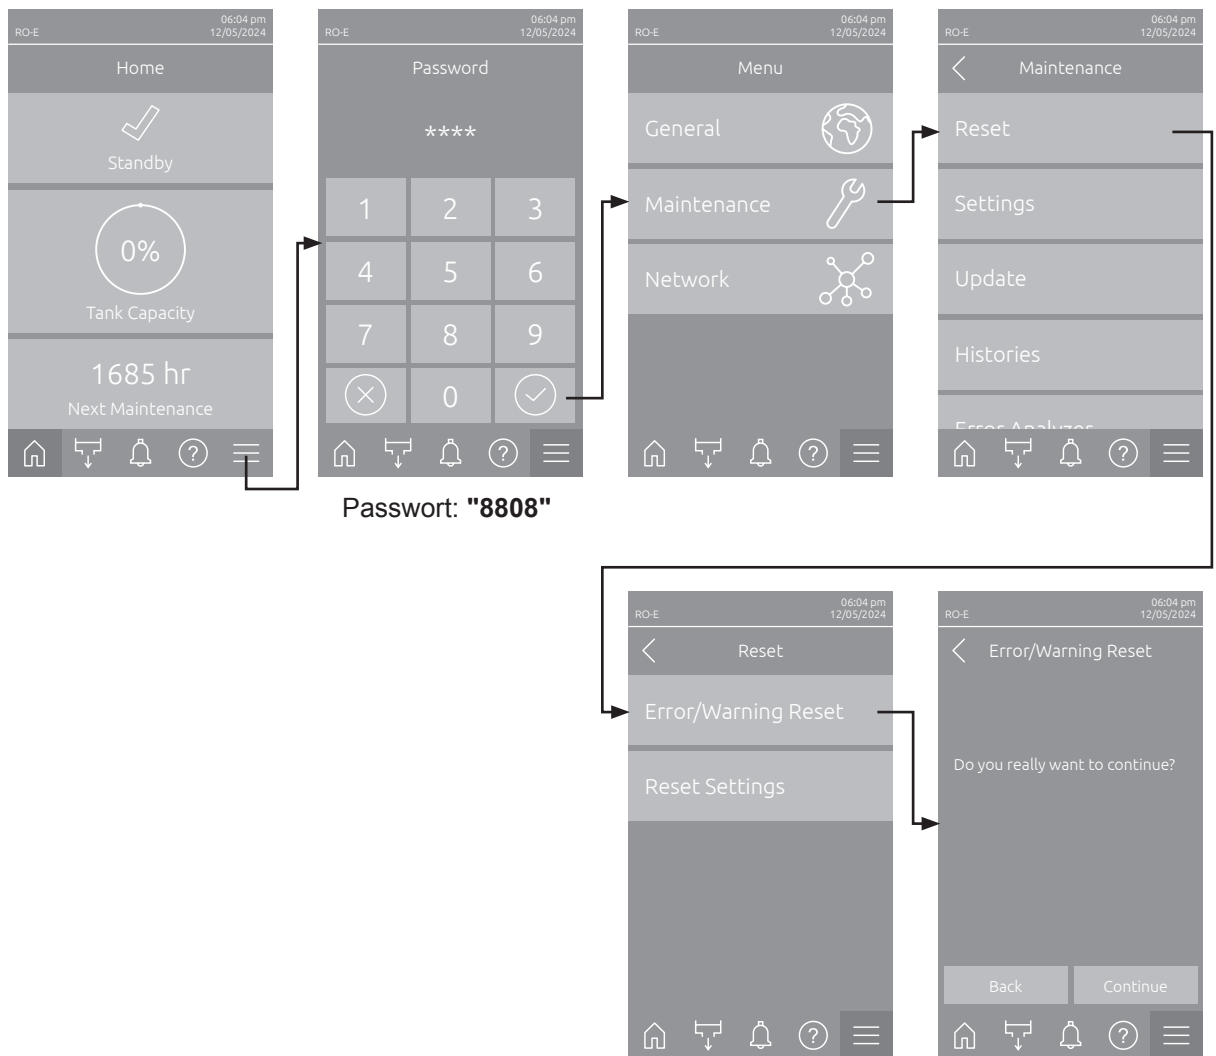 06:04 pm
RO-E 12/05/2024
Home
Standby
0%
Tank Capacity
1685 hr
Next Maintenance
?
06:04 pm
RO-E 12/05/2024
Password
****
1 2 3
4 5 6
7 8 9
0
?
Passwort: "8808"
06:04 pm
RO-E 12/05/2024
Menu
General
Maintenance
Network
?
06:04 pm
RO-E 12/05/2024
Maintenance
Reset
Settings
Update
Histories
Error Analyzer
?
06:04 pm
RO-E 12/05/2024
Reset
Error/Warning Reset
Reset Settings
?
06:04 pm
RO-E 12/05/2024
Error/Warning Reset
Do you really want to continue?
Back Continue
?